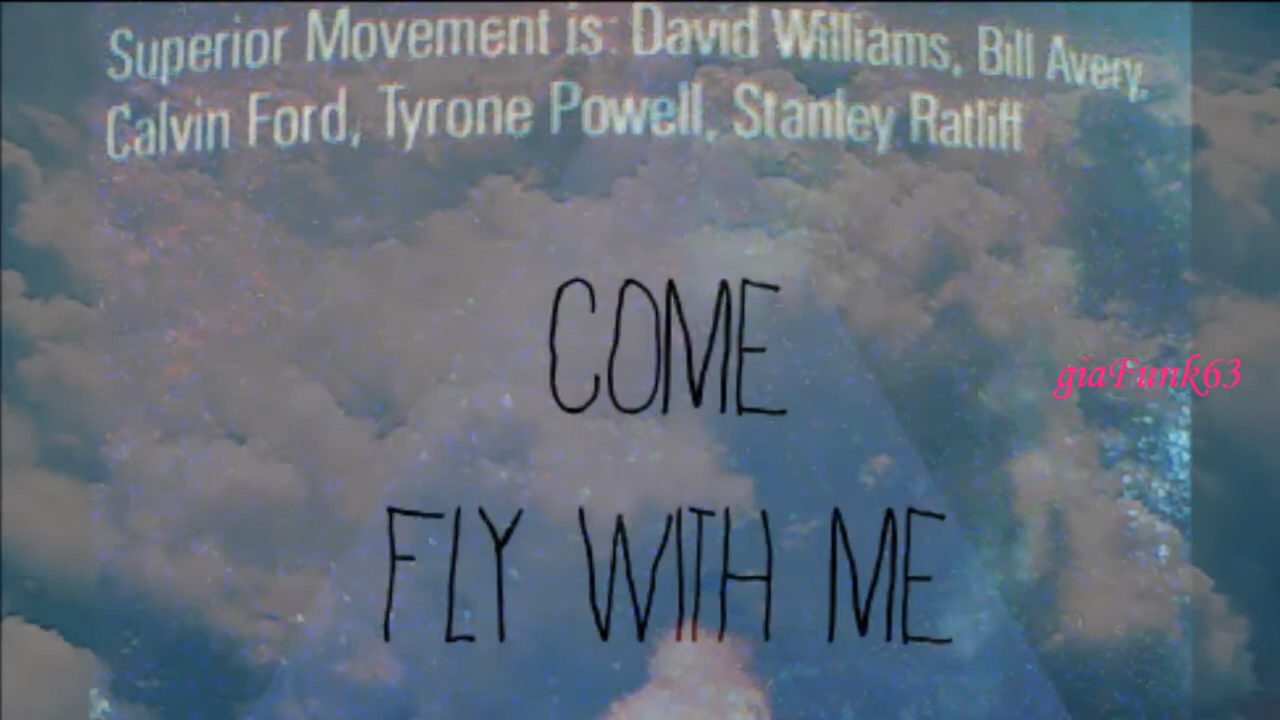 Superior Movement is: David Williams, Bill Avery,
Calvin Ford, Tyrone Powell, Stanley Ratliff
COME
giaFunk63
FLY WITH ME